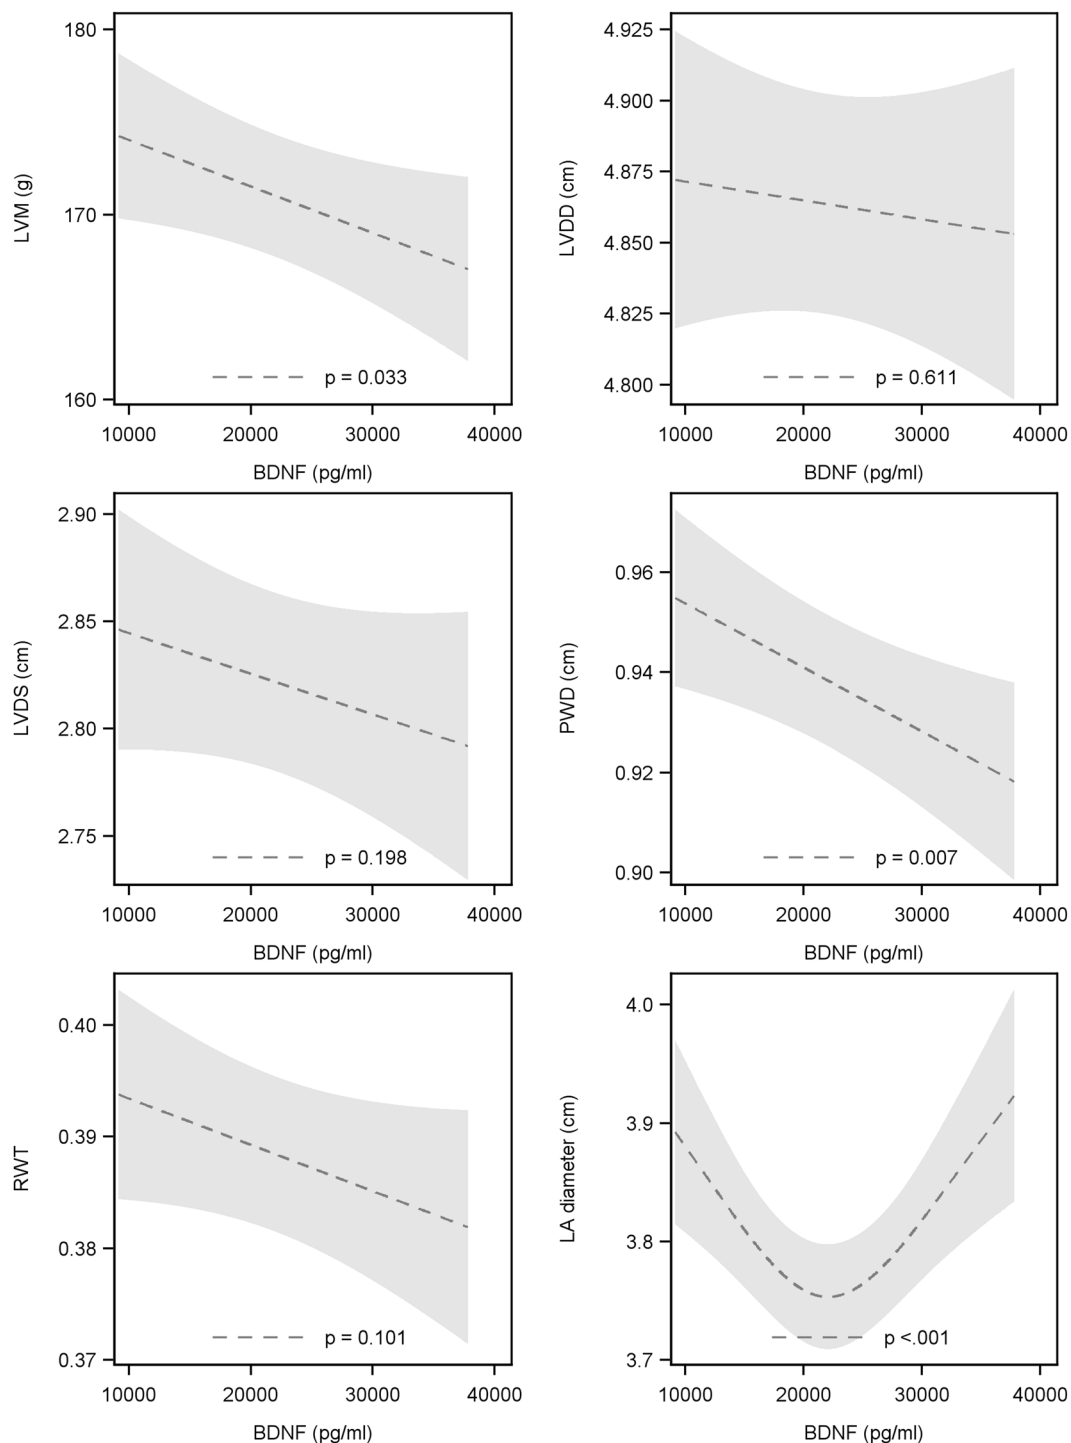 180
170
160
LVM (g)
p = 0.033
10000 20000 30000 40000
BDNF (pg/ml)
4.925
4.900
4.875
4.850
4.825
4.800
LVDD (cm)
p = 0.611
10000 20000 30000 40000
BDNF (pg/ml)
2.90
2.85
2.80
2.75
LVDS (cm)
p = 0.198
10000 20000 30000 40000
BDNF (pg/ml)
0.96
0.94
0.92
0.90
PWD (cm)
p = 0.007
10000 20000 30000 40000
BDNF (pg/ml)
0.40
0.39
0.38
0.37
RWT
p = 0.101
10000 20000 30000 40000
BDNF (pg/ml)
4.0
3.9
3.8
3.7
LA diameter (cm)
p <.001
10000 20000 30000 40000
BDNF (pg/ml)